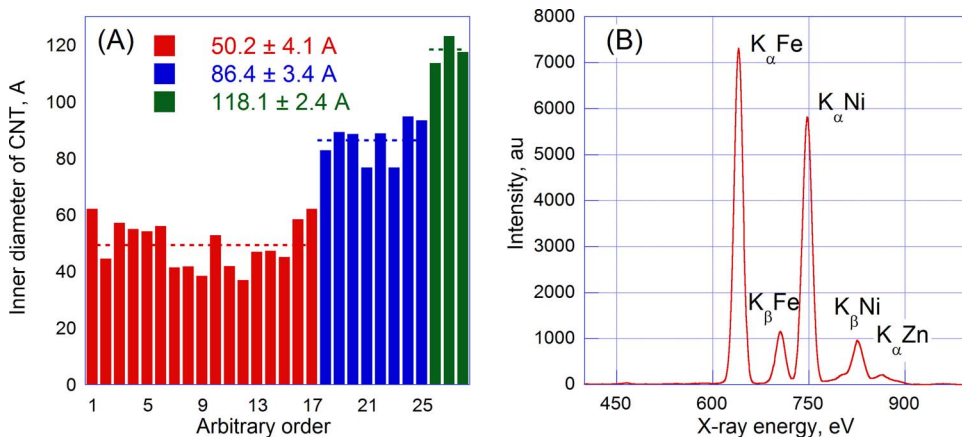 (A)
50.2 ± 4.1 A
86.4 ± 3.4 A
118.1 ± 2.4 A
Inner diameter of CNT, A
120
100
80
60
40
20
0
1 5 9 13 17 21 25
Arbitrary order
(B)
KαFe
KαNi
KβFe
KβNi
KαZn
Intensity, au
8000
7000
6000
5000
4000
3000
2000
1000
0
450 600 750 900
X-ray energy, eV